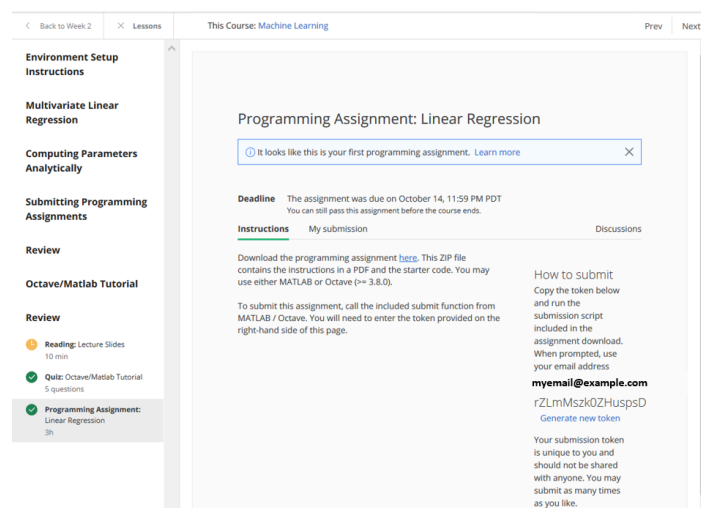 Back to Week 2
Lessons
This Course: Machine Learning
Prev
Next
Environment Setup
Instructions
Multivariate Linear
Regression
Computing Parameters
Analytically
Submitting Programming
Assignments
Review
Octave/Matlab Tutorial
Review
Reading: Lecture Slides
10 min
Quiz: Octave/Matlab Tutorial
5 questions
Programming Assignment:
Linear Regression
3h
Programming Assignment: Linear Regression
It looks like this is your first programming assignment. Learn more
Deadline The assignment was due on October 14, 11:59 PM PDT
You can still pass this assignment before the course ends.
Instructions
My submission
Discussions
Download the programming assignment here. This ZIP file
contains the instructions in a PDF and the starter code. You may
use either MATLAB or Octave (>= 3.8.0).
To submit this assignment, call the included submit function from
MATLAB / Octave. You will need to enter the token provided on the
right-hand side of this page.
How to submit
Copy the token below
and run the
submission script
included in the
assignment download.
When prompted, use
your email address
myemail@example.com
rZLmMszk0ZHuspsD
Generate new token
Your submission token
is unique to you and
should not be shared
with anyone. You may
submit as many times
as you like.